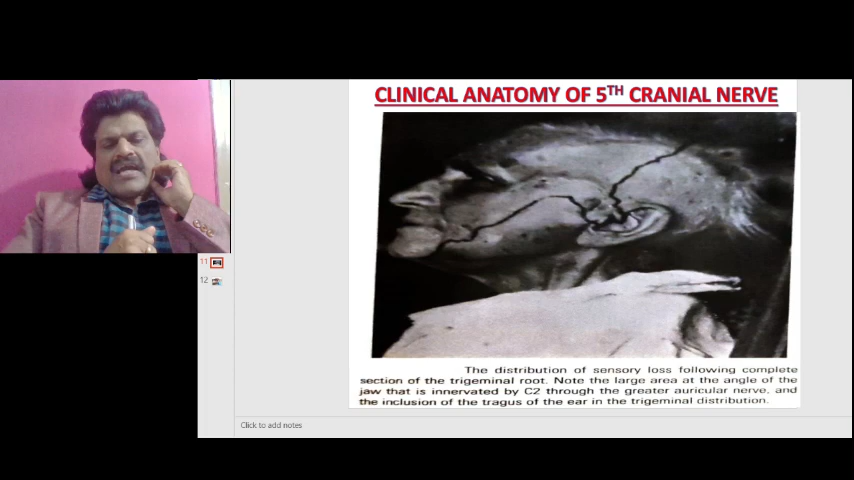 CLINICAL ANATOMY OF 5TH CRANIAL NERVE
11
12
The distribution of sensory loss following complete
section of the trigeminal root. Note the large area at the angle of the
jaw that is innervated by C2 through the greater auricular nerve, and
the inclusion of the tragus of the ear in the trigeminal distribution.
Click to add notes